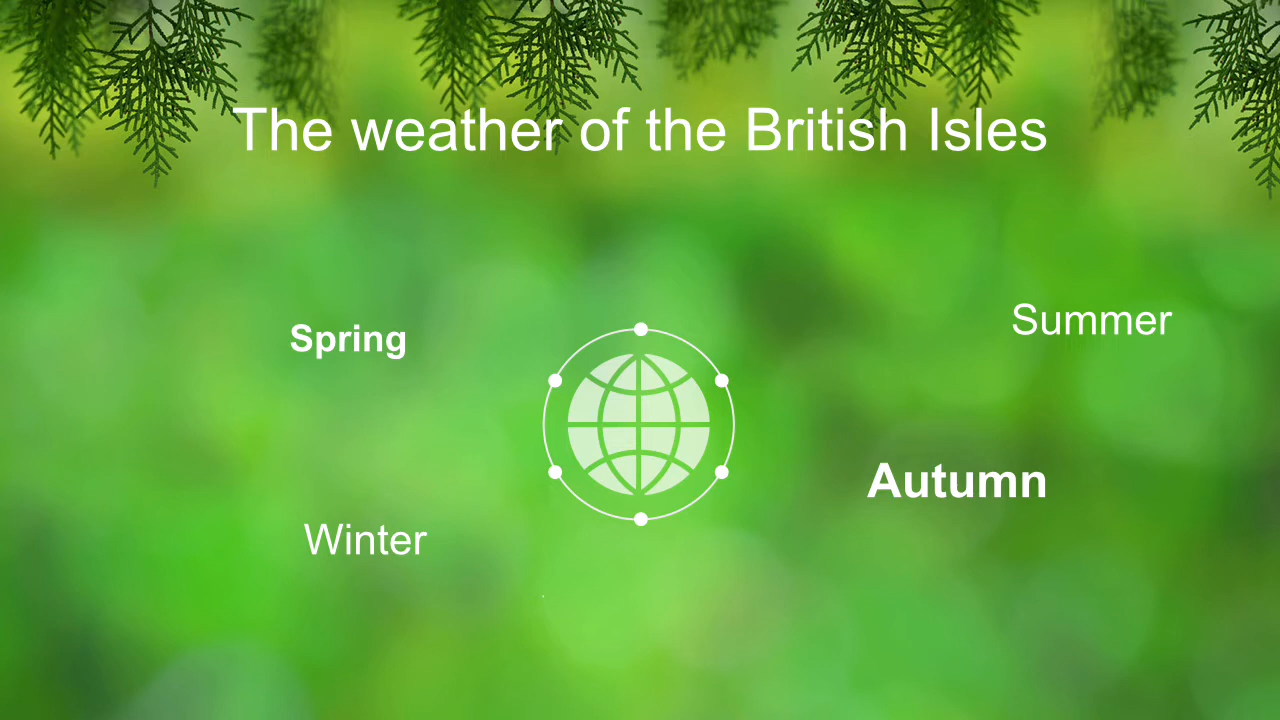 The weather of the British Isles
Spring
Summer
Autumn
Winter